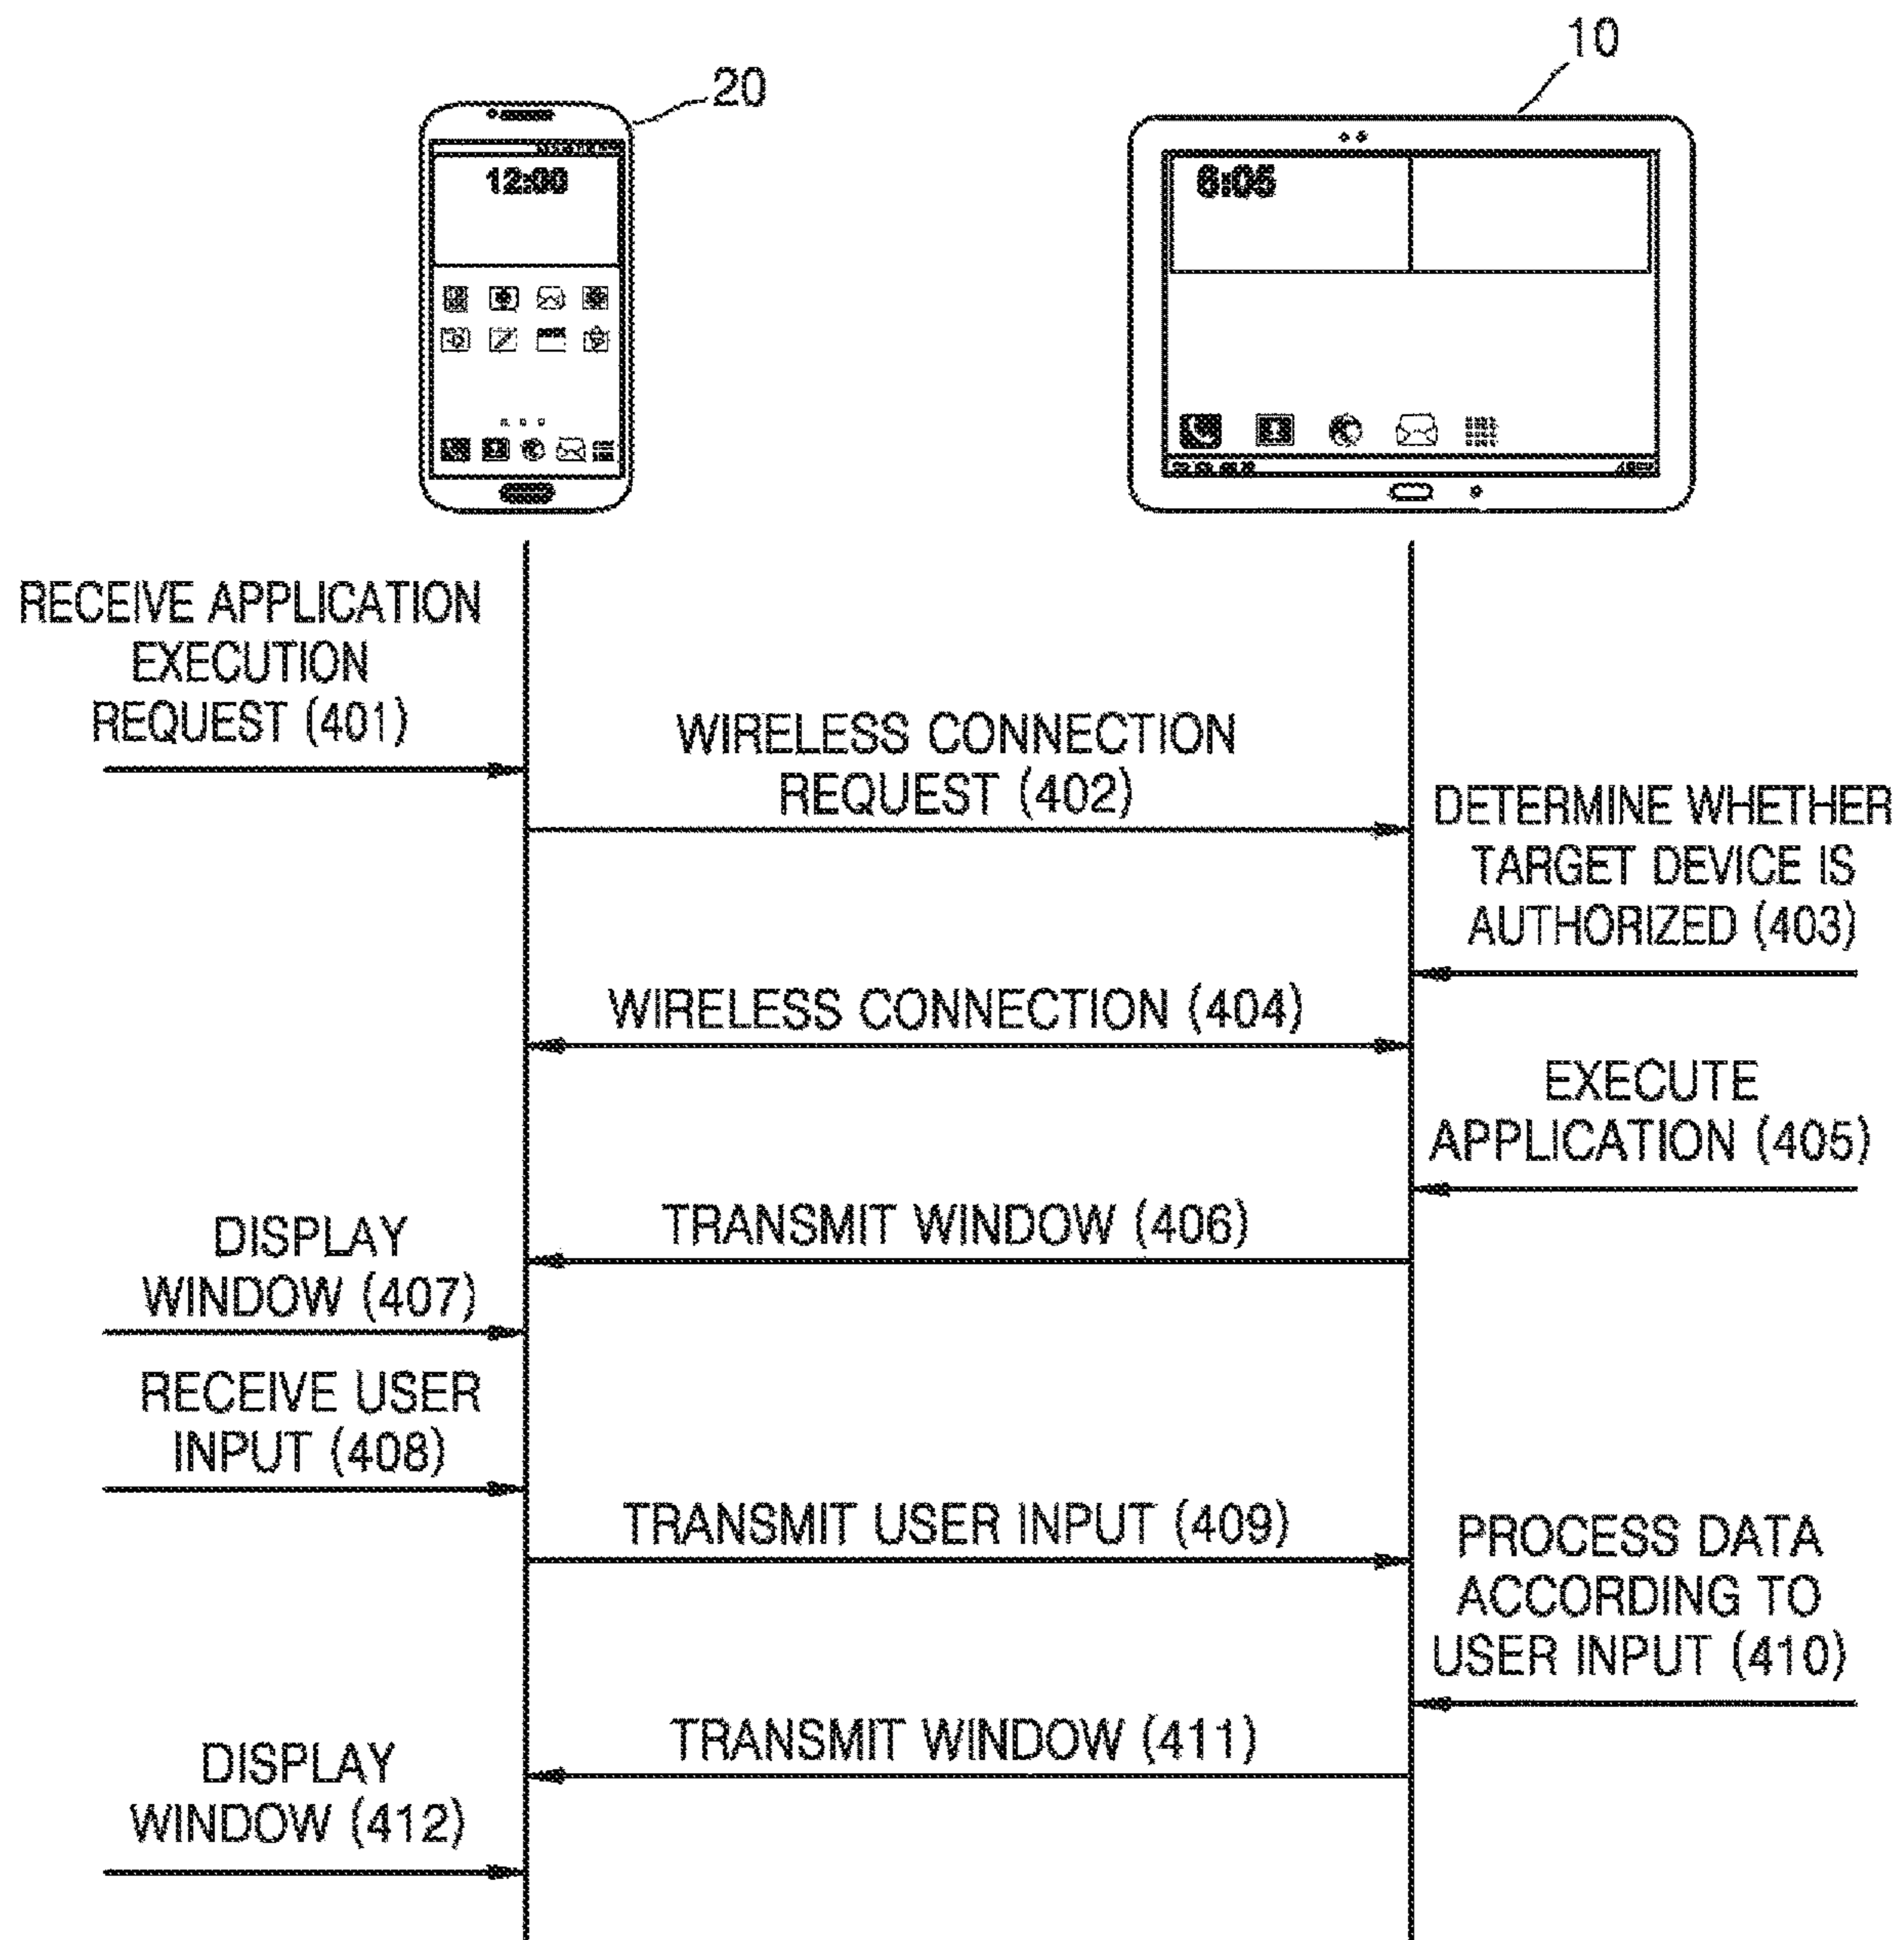 10
20
12:00
6:05
RECEIVE APPLICATION
EXECUTION
REQUEST (401)
WIRELESS CONNECTION
REQUEST (402)
DETERMINE WHETHER
TARGET DEVICE IS
AUTHORIZED (403)
WIRELESS CONNECTION (404)
EXECUTE
APPLICATION (405)
TRANSMIT WINDOW (406)
DISPLAY
WINDOW (407)
RECEIVE USER
INPUT (408)
TRANSMIT USER INPUT (409)
PROCESS DATA
ACCORDING TO
USER INPUT (410)
TRANSMIT WINDOW (411)
DISPLAY
WINDOW (412)